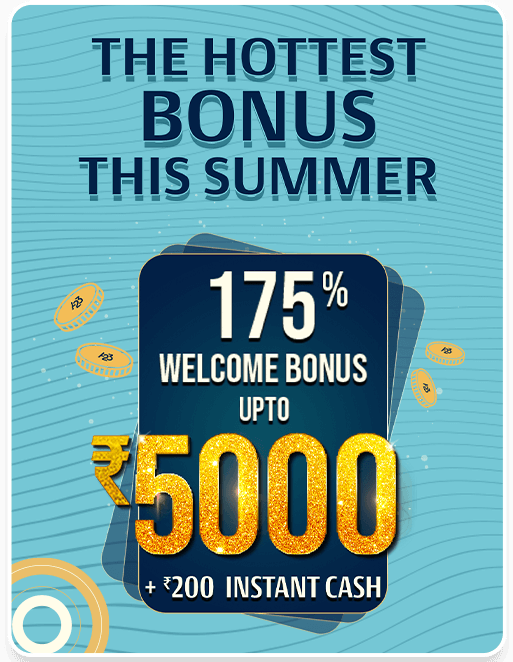 THE HOTTEST
BONUS
THIS SUMMER
175%
WELCOME BONUS
UPTO
₹5000
+ ₹200 INSTANT CASH